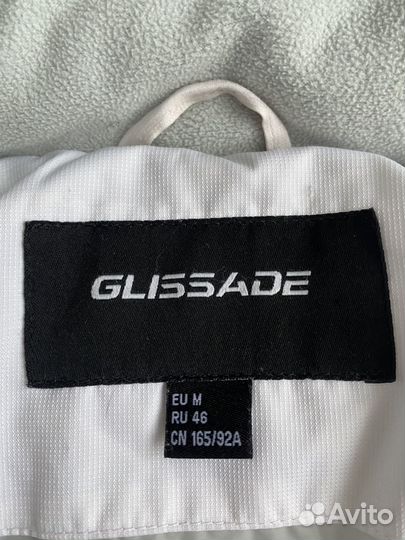 GLISSADE
EU M
RU 46
CN 165/92A
Avito